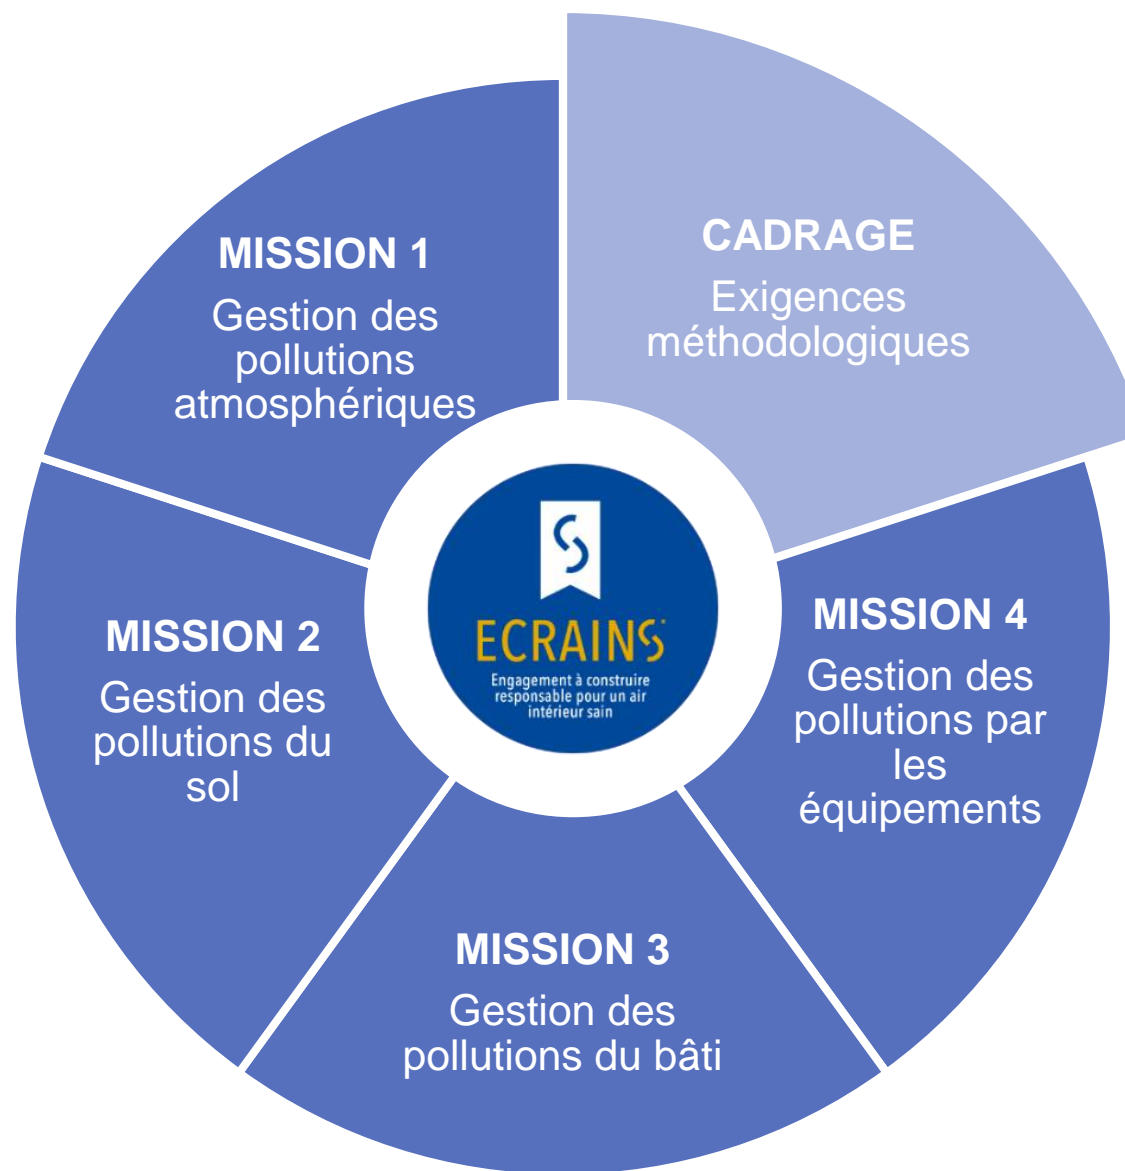 CADRAGE
Exigences
méthodologiques
MISSION 1
Gestion des
pollutions
atmosphériques
MISSION 2
Gestion des
pollutions du
sol
MISSION 3
Gestion des
pollutions du bâti
MISSION 4
Gestion des
pollutions par
les
équipements
ECRAINS
Engagement à construire
responsable pour un air
intérieur sain